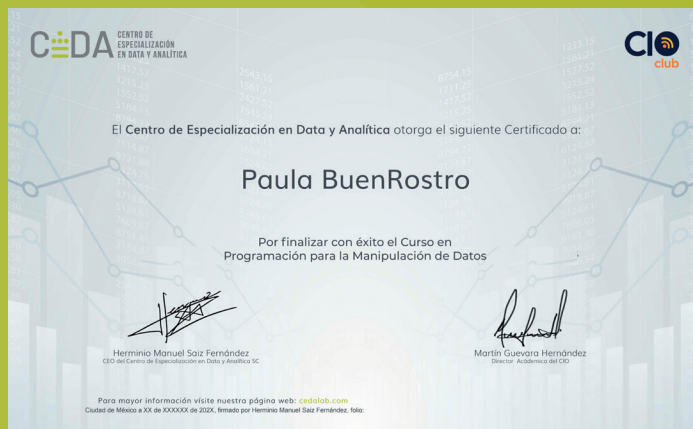 CEDA
CENTRO DE
ESPECIALIZACIÓN
EN DATA Y ANALÍTICA
CIO
club
El Centro de Especialización en Data y Analítica otorga el siguiente Certificado a:
Paula BuenRostro
Por finalizar con éxito el Curso en
Programación para la Manipulación de Datos
Herminio Manuel Saiz Fernández
CEO del Centro de Especialización en Data y Analítica SC
Martín Guevara Hernández
Director Académica del CIO
Para mayor información visite nuestra página web: cedalab.com
Ciudad de México a XX de XXXXXX de 202X, firmado por Herminio Manuel Saiz Fernández, folio: